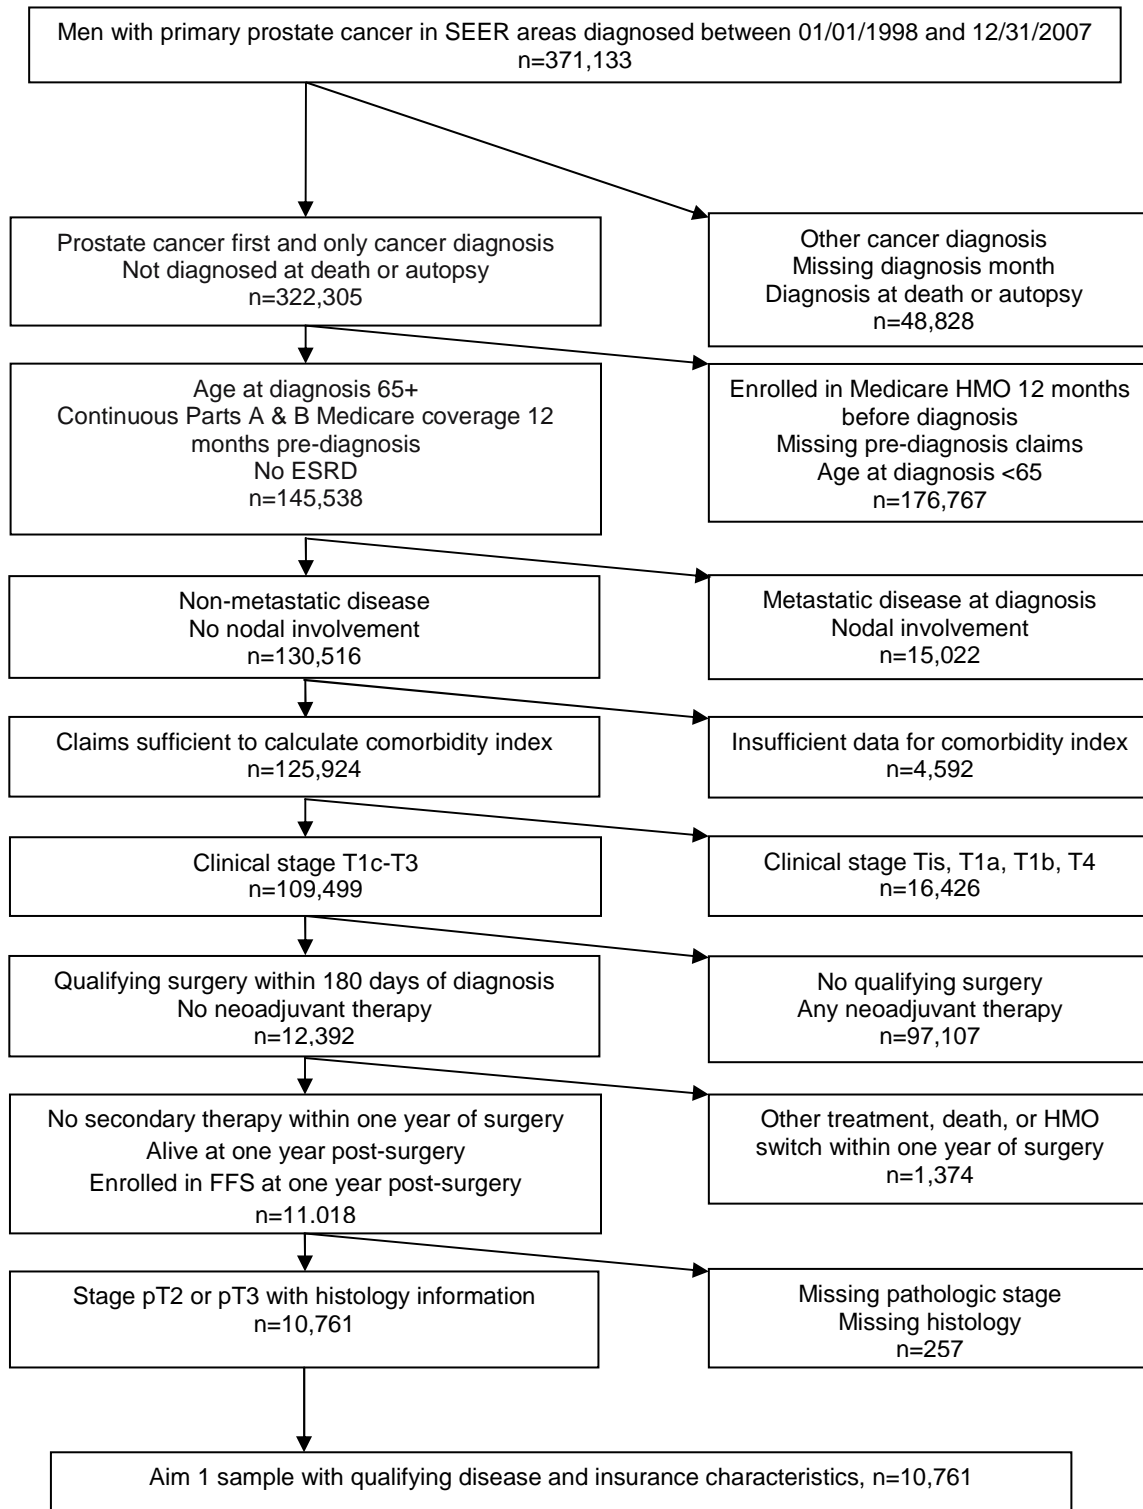 Men with primary prostate cancer in SEER areas diagnosed between 01/01/1998 and 12/31/2007
n=371,133
Prostate cancer first and only cancer diagnosis
Not diagnosed at death or autopsy
n=322,305
Other cancer diagnosis
Missing diagnosis month
Diagnosis at death or autopsy
n=48,828
Age at diagnosis 65+
Continuous Parts A & B Medicare coverage 12
months pre-diagnosis
No ESRD
n=145,538
Enrolled in Medicare HMO 12 months
before diagnosis
Missing pre-diagnosis claims
Age at diagnosis <65
n=176,767
Non-metastatic disease
No nodal involvement
n=130,516
Metastatic disease at diagnosis
Nodal involvement
n=15,022
Claims sufficient to calculate comorbidity index
n=125,924
Insufficient data for comorbidity index
n=4,592
Clinical stage T1c-T3
n=109,499
Clinical stage Tis, T1a, T1b, T4
n=16,426
Qualifying surgery within 180 days of diagnosis
No neoadjuvant therapy
n=12,392
No qualifying surgery
Any neoadjuvant therapy
n=97,107
No secondary therapy within one year of surgery
Alive at one year post-surgery
Enrolled in FFS at one year post-surgery
n=11.018
Other treatment, death, or HMO
switch within one year of surgery
n=1,374
Stage pT2 or pT3 with histology information
n=10,761
Missing pathologic stage
Missing histology
n=257
Aim 1 sample with qualifying disease and insurance characteristics, n=10,761